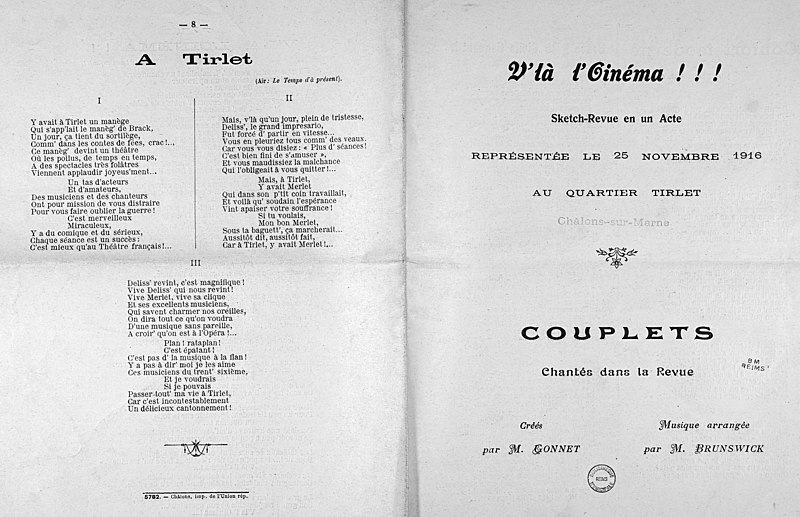 — 8 —
A Tirlet
(Air: Le Temps d'à présent).
I
Y avait à Tirlet un manège
Qui s'app'lait le manèg' de Brack,
Un jour, ça tient du sortilège,
Comm' dans les contes de fées, crac!...
Ce manèg' devint un théâtre
Où les poilus, de temps en temps,
A des spectacles très folâtres
Viennent applaudir joyeus'ment...
Un tas d'acteurs
Et d'amateurs,
Des musiciens et des chanteurs
Ont pour mission de vous distraire
Pour vous faire oublier la guerre!
C'est merveilleux
Miraculeux,
Y a du comique et du sérieux,
Chaque séance est un succès:
C'est mieux qu'au Théâtre français!...
II
Mais, v'là qu'un jour, plein de tristesse,
Deliss', le grand imprésario,
Fut forcé d' partir en vitesse...
Vous en pleuriez tous comm' des veaux.
Car vous vous disiez: « Plus d' séances!
C'est bien fini de s'amuser »,
Et vous maudissiez la malchance
Qui l'obligeait à vous quitter!...
Mais, à Tirlet,
Y avait Merlet
Qui dans son p'tit coin travaillait,
Et voilà qu' soudain l'espérance
Vint apaiser votre souffrance!
Si tu voulais,
Mon bon Merlet,
Sous ta baguett', ça marcherait...
Aussitôt dit, aussitôt fait,
Car à Tirlet, y avait Merlet!...
III
Deliss' revint, c'est magnifique!
Vive Deliss' qui nous revint!
Vive Merlet, vive sa clique
Et ses excellents musiciens,
Qui savent charmer nos oreilles,
On dira tout ce qu'on voudra
D'une musique sans pareille,
A croir' qu'on est à l'Opéra!...
Plan! rataplan!
C'est épatant!
C'est pas d' la musique à la flan!
Y a pas à dir' moi je les aime
Ces musiciens du trent' sixième,
Et je voudrais
Si je pouvais
Passer tout' ma vie à Tirlet,
Car c'est incontestablement
Un délicieux cantonnement!
5782. — Châlons, imp. de l'Union rép.
V'là l'Cinéma!!!
Sketch-Revue en un Acte
REPRÉSENTÉE LE 25 NOVEMBRE 1916
AU QUARTIER TIRLET
Châlons-sur-Marne
COUPLETS
Chantés dans la Revue
BM
REIMS
Créés
par M. GONNET
Musique arrangée
par M. BRUNSWICK
REIMS